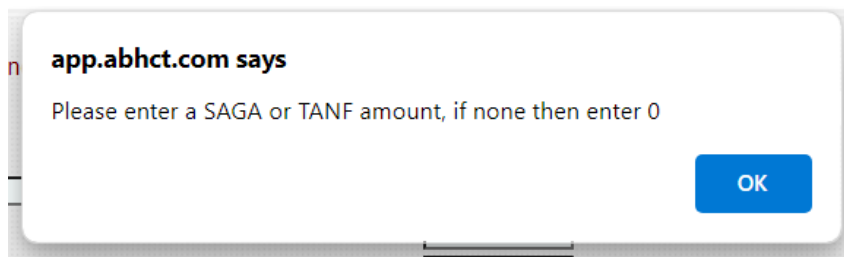 app.abhct.com says
n
Please enter a SAGA or TANF amount, if none then enter 0
OK